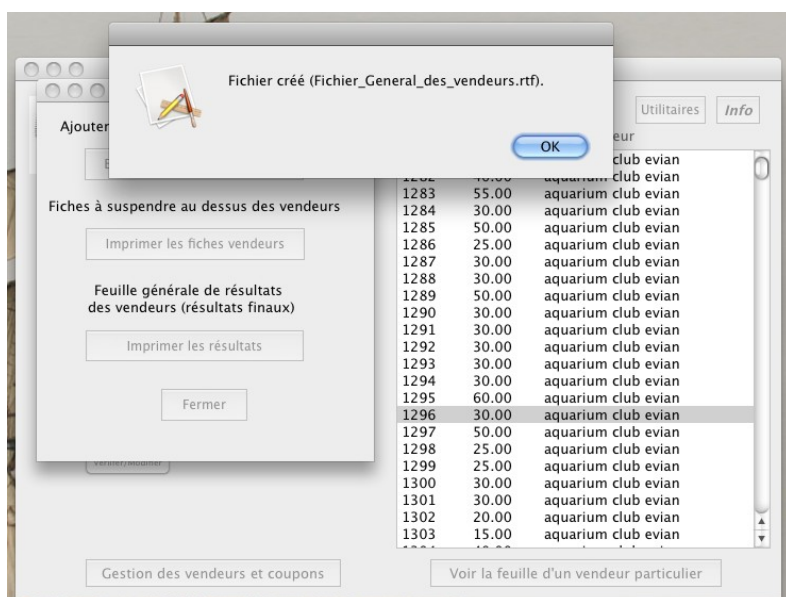 Fichier créé (Fichier_General_des_vendeurs.rtf).
OK
Utilitaires
Info
Ajouter
eur
Fiches à suspendre au dessus des vendeurs
Imprimer les fiches vendeurs
Feuille générale de résultats
des vendeurs (résultats finaux)
Imprimer les résultats
Fermer
Vérifier/Modifier
club evian
1282 40.00 aquarium club evian
1283 55.00 aquarium club evian
1284 30.00 aquarium club evian
1285 50.00 aquarium club evian
1286 25.00 aquarium club evian
1287 30.00 aquarium club evian
1288 30.00 aquarium club evian
1289 50.00 aquarium club evian
1290 30.00 aquarium club evian
1291 30.00 aquarium club evian
1292 30.00 aquarium club evian
1293 30.00 aquarium club evian
1294 30.00 aquarium club evian
1295 60.00 aquarium club evian
1296 30.00 aquarium club evian
1297 50.00 aquarium club evian
1298 25.00 aquarium club evian
1299 25.00 aquarium club evian
1300 30.00 aquarium club evian
1301 30.00 aquarium club evian
1302 20.00 aquarium club evian
1303 15.00 aquarium club evian
Gestion des vendeurs et coupons
Voir la feuille d'un vendeur particulier